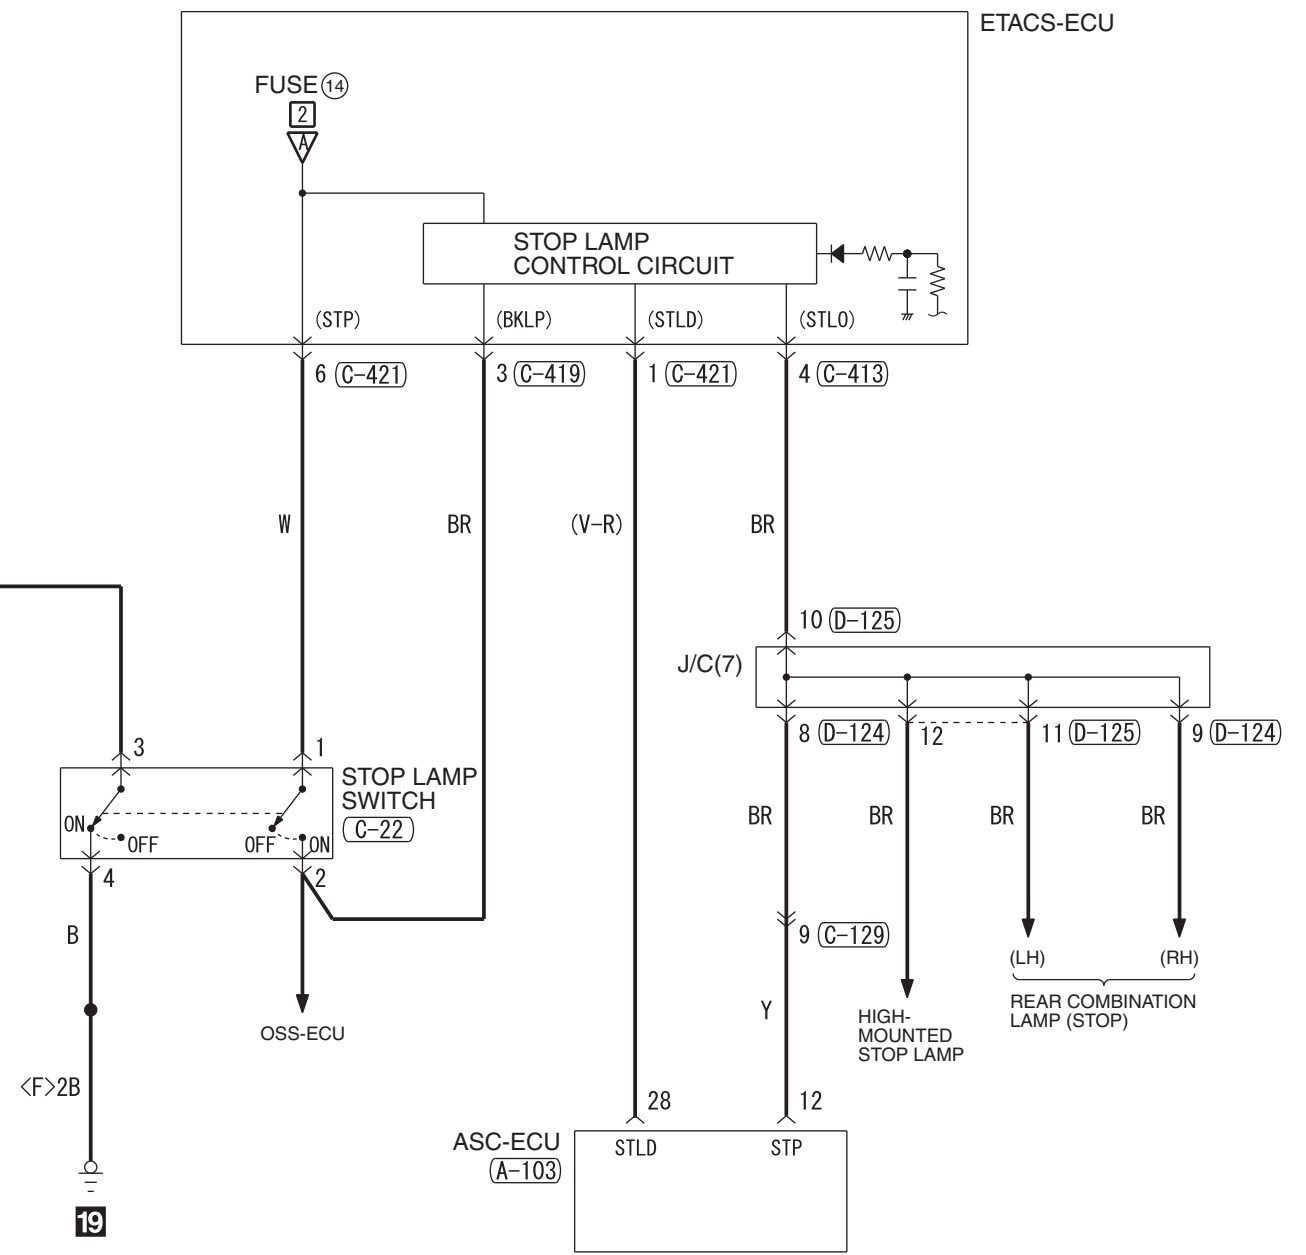 ETACS-ECU
FUSE 14
2
A
STOP LAMP
CONTROL CIRCUIT
(STP) (BKLP) (STLD) (STLO)
6 (C-421) 3 (C-419) 1 (C-421) 4 (C-413)
W BR (V-R) BR
10 (D-125)
J/C(7)
8 (D-124) 12 11 (D-125) 9 (D-124)
3 1
STOP LAMP
SWITCH
C-22
ON OFF OFF ON
4 2
BR BR BR BR
B
9 (C-129)
(LH) (RH)
REAR COMBINATION
LAMP (STOP)
Y
HIGH-
MOUNTED
STOP LAMP
OSS-ECU
<F>2B
28 12
ASC-ECU
(A-103)
STLD STP
19